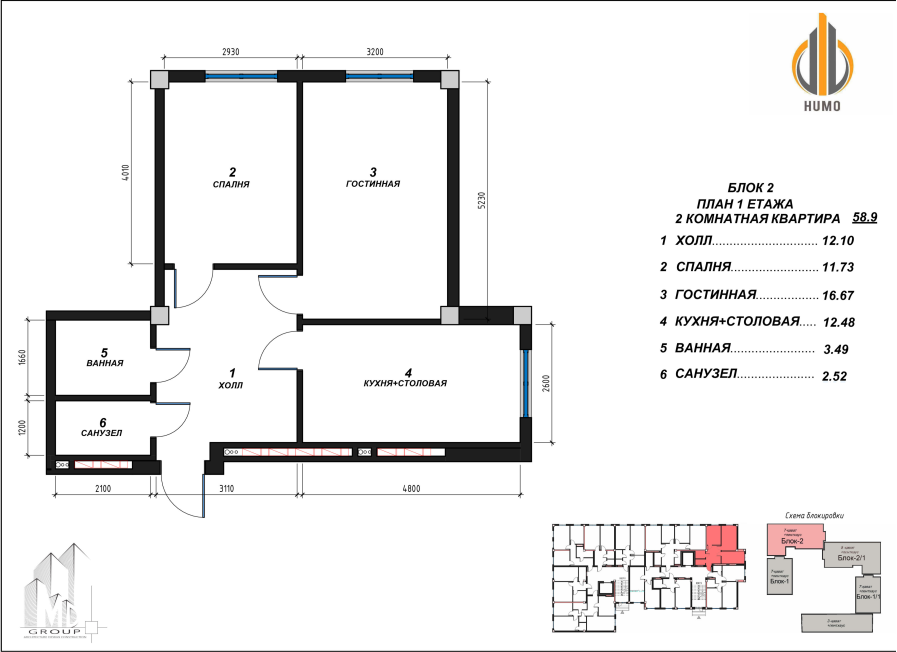 2930
3200
HUMO
4010
5230
2
СПАЛНЯ
3
ГОСТИННАЯ
БЛОК 2
ПЛАН 1 ЕТАЖА
2 КОМНАТНАЯ КВАРТИРА 58.9
1 ХОЛЛ............................. 12.10
2 СПАЛНЯ........................ 11.73
3 ГОСТИННАЯ................. 16.67
4 КУХНЯ+СТОЛОВАЯ..... 12.48
5 ВАННАЯ....................... 3.49
6 САНУЗЕЛ..................... 2.52
1660
5
ВАННАЯ
1
ХОЛЛ
4
КУХНЯ+СТОЛОВАЯ
2600
1200
6
САНУЗЕЛ
2100
3110
4800
Схема блокировки
Блок-2
Блок-2/1
Блок-1
Блок-1/1
M
GROUP